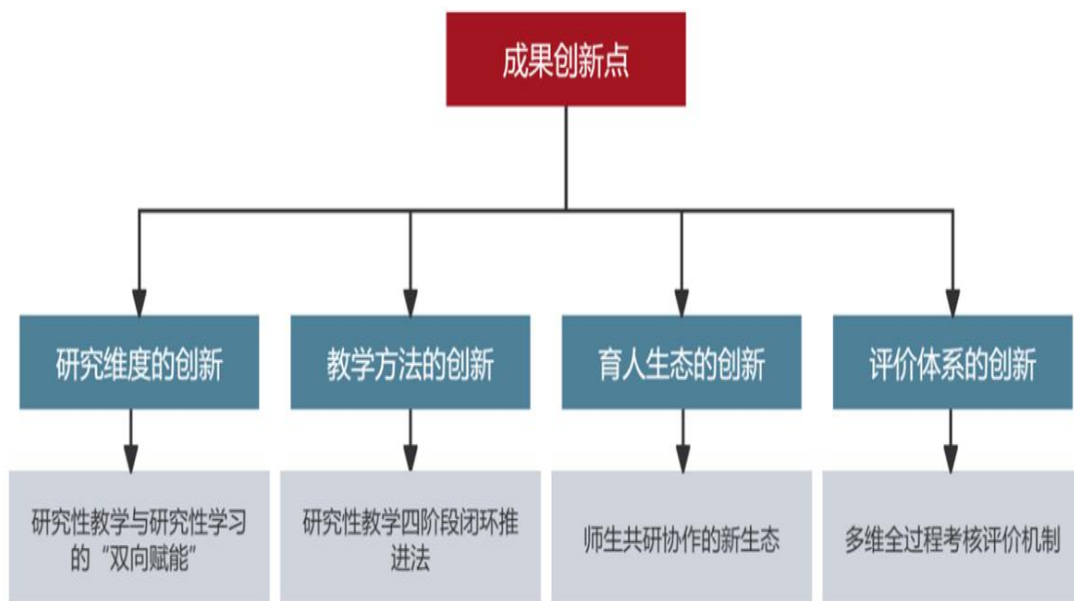 成果创新点
研究维度的创新
教学方法的创新
育人生态的创新
评价体系的创新
研究性教学与研究性学习
的“双向赋能”
研究性教学四阶段闭环推
进法
师生共研协作的新生态
多维全过程考核评价机制